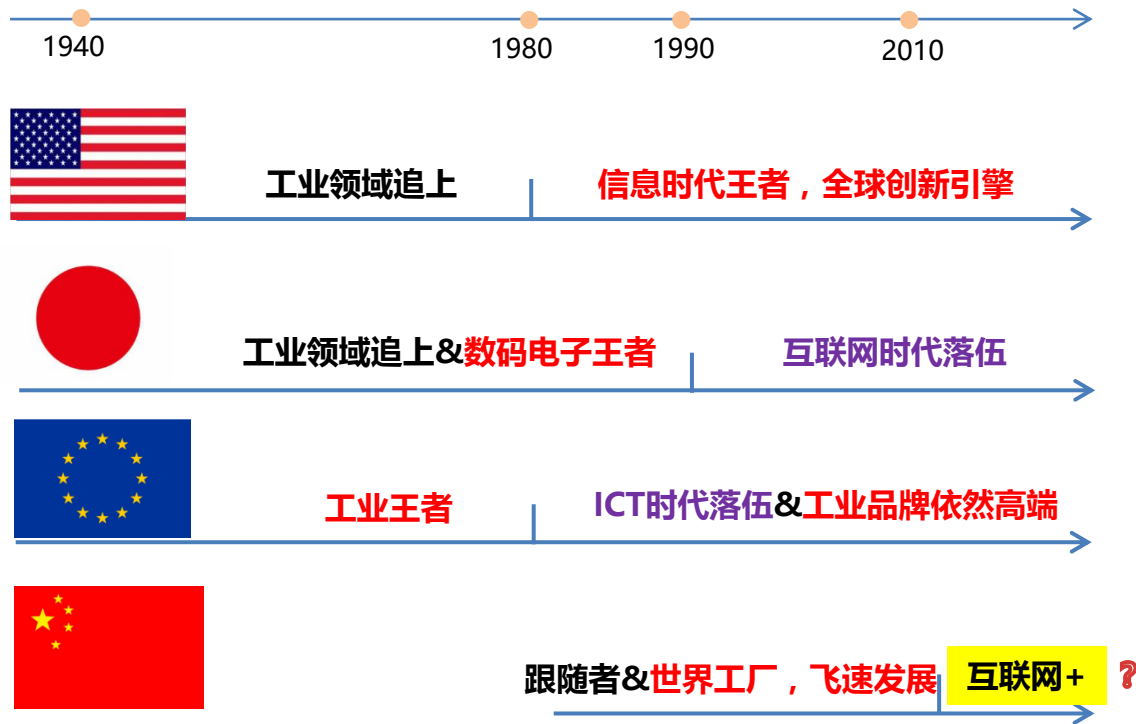 1940 1980 1990 2010
工业领域追上 信息时代王者，全球创新引擎
工业领域追上&数码电子王者 互联网时代落伍
工业王者 ICT时代落伍&工业品牌依然高端
跟随者&世界工厂，飞速发展 互联网+ ?